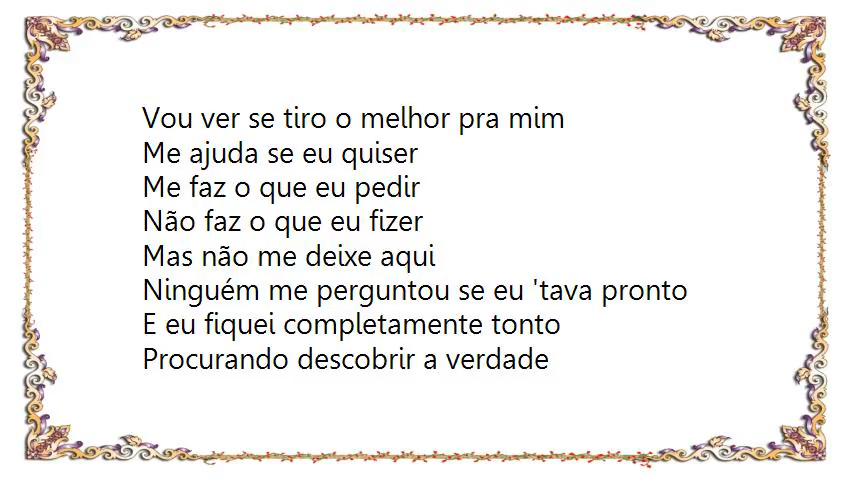 Vou ver se tiro o melhor pra mim
Me ajuda se eu quiser
Me faz o que eu pedir
Não faz o que eu fizer
Mas não me deixe aqui
Ninguém me perguntou se eu 'tava pronto
E eu fiquei completamente tonto
Procurando descobrir a verdade